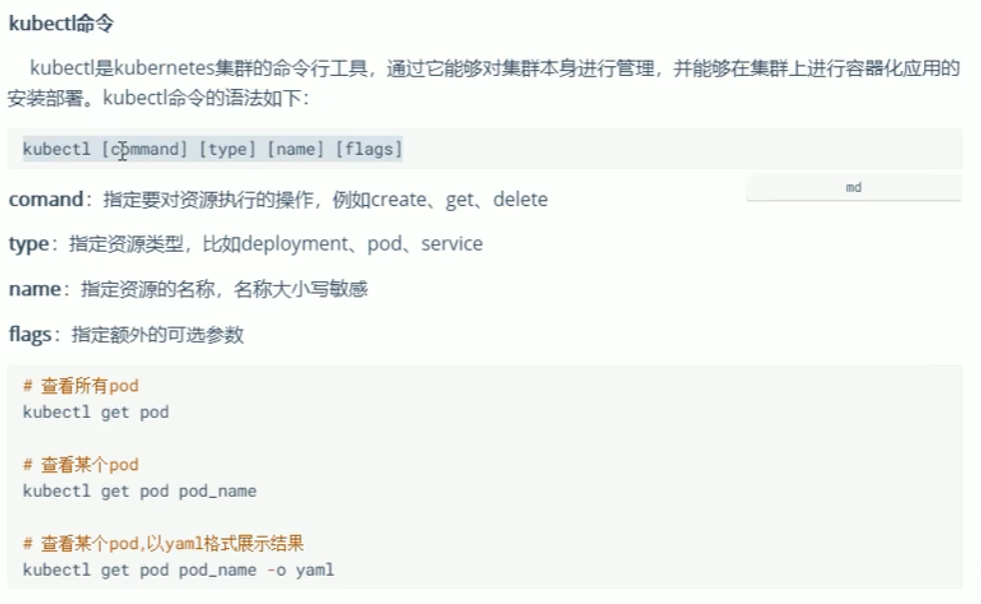 kubectl命令
kubectl是kubernetes集群的命令行工具，通过它能够对集群本身进行管理，并能够在集群上进行容器化应用的
安装部署。kubectl命令的语法如下：
kubectl [command] [type] [name] [flags]
md
comand：指定要对资源执行的操作，例如create、get、delete
type：指定资源类型，比如deployment、pod、service
name：指定资源的名称，名称大小写敏感
flags：指定额外的可选参数
# 查看所有pod
kubectl get pod
# 查看某个pod
kubectl get pod pod_name
# 查看某个pod,以yaml格式展示结果
kubectl get pod pod_name -o yaml